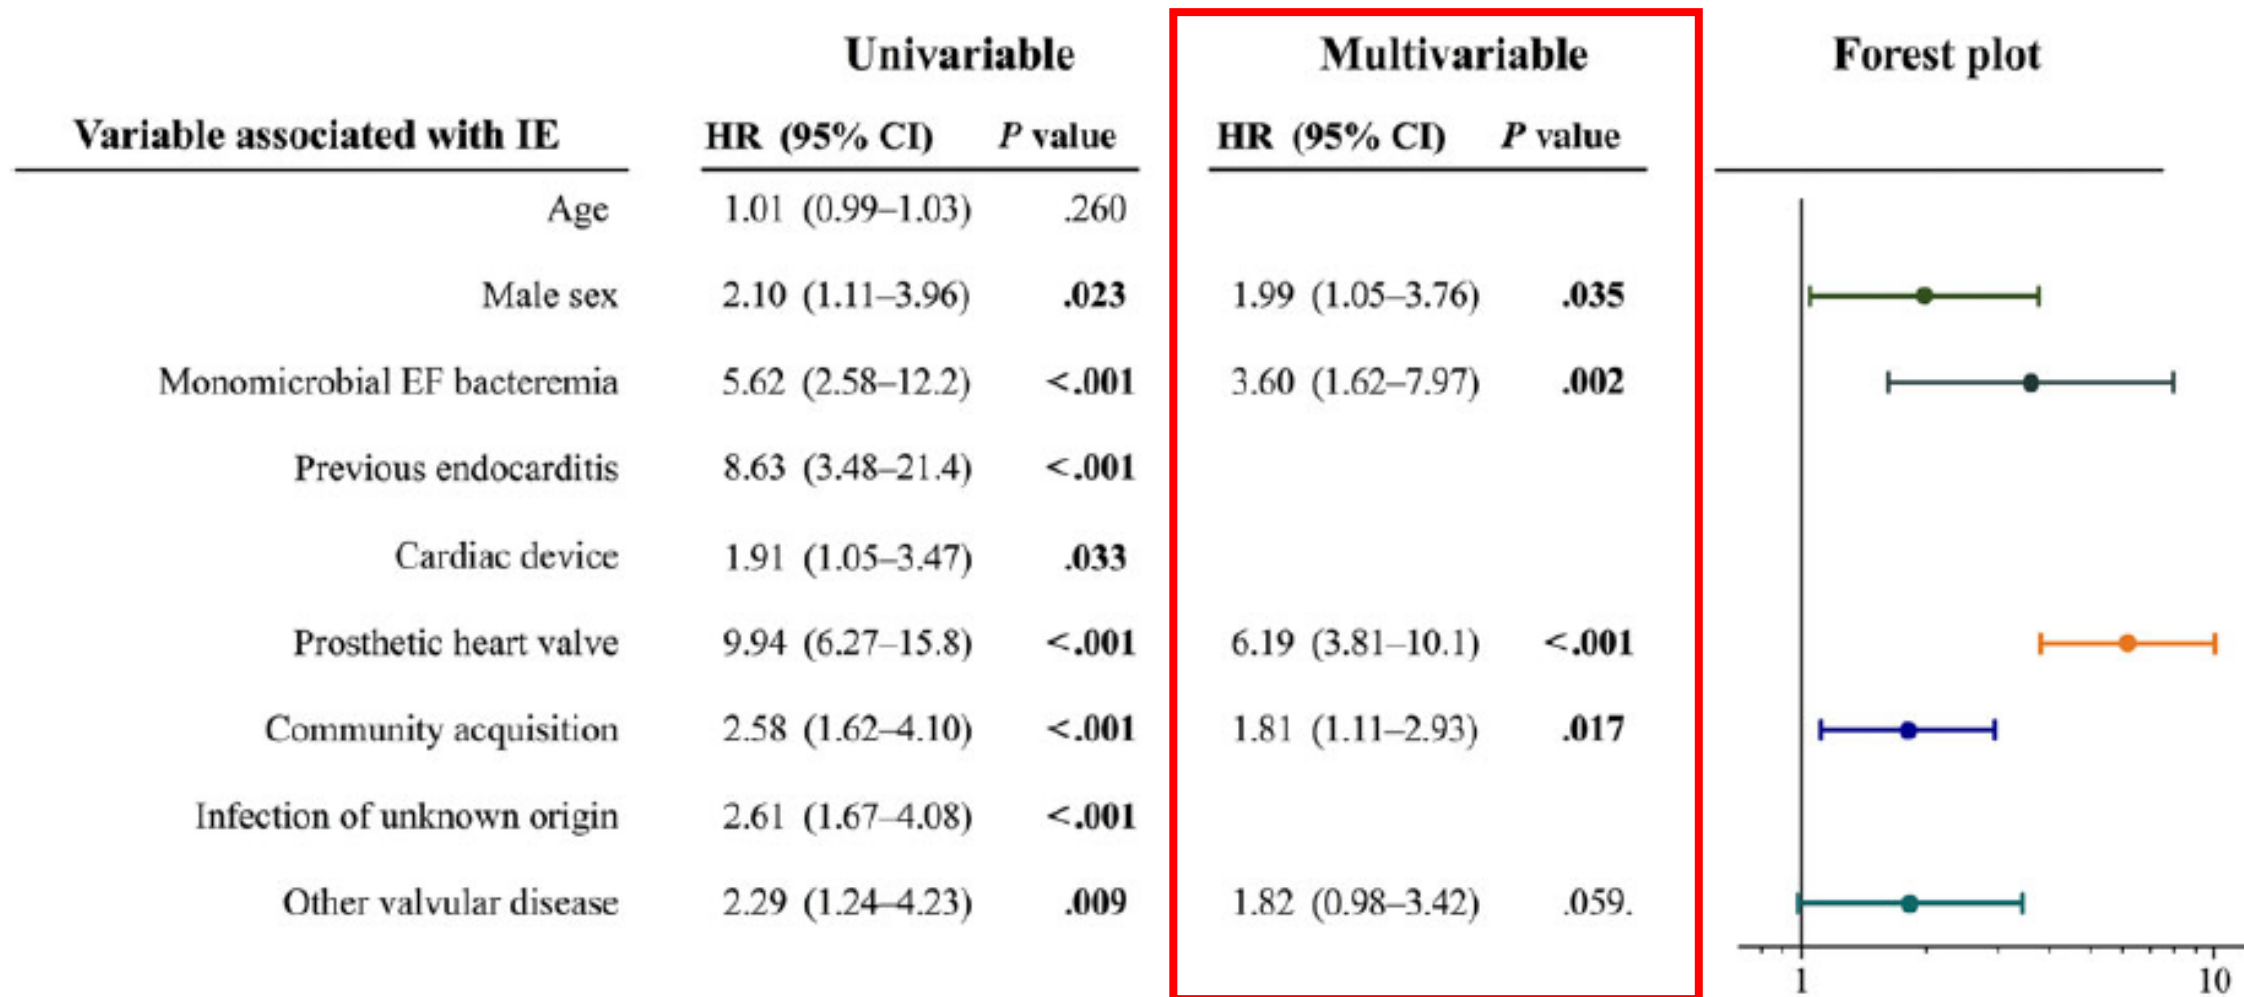 Univariable Multivariable Forest plot
Variable associated with IE HR (95% CI) P value HR (95% CI) P value
Age 1.01 (0.99–1.03) .260
Male sex 2.10 (1.11–3.96) .023 1.99 (1.05–3.76) .035
Monomicrobial EF bacteremia 5.62 (2.58–12.2) <.001 3.60 (1.62–7.97) .002
Previous endocarditis 8.63 (3.48–21.4) <.001
Cardiac device 1.91 (1.05–3.47) .033
Prosthetic heart valve 9.94 (6.27–15.8) <.001 6.19 (3.81–10.1) <.001
Community acquisition 2.58 (1.62–4.10) <.001 1.81 (1.11–2.93) .017
Infection of unknown origin 2.61 (1.67–4.08) <.001
Other valvular disease 2.29 (1.24–4.23) .009 1.82 (0.98–3.42) .059.
1 10